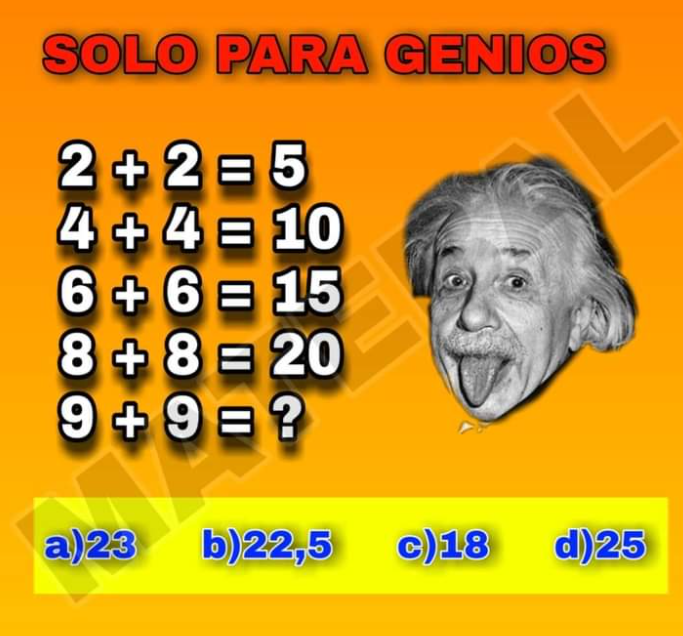 SOLO PARA GENIOS
2 + 2 = 5
4 + 4 = 10
6 + 6 = 15
8 + 8 = 20
9 + 9 = ?
a)23 b)22,5 c)18 d)25